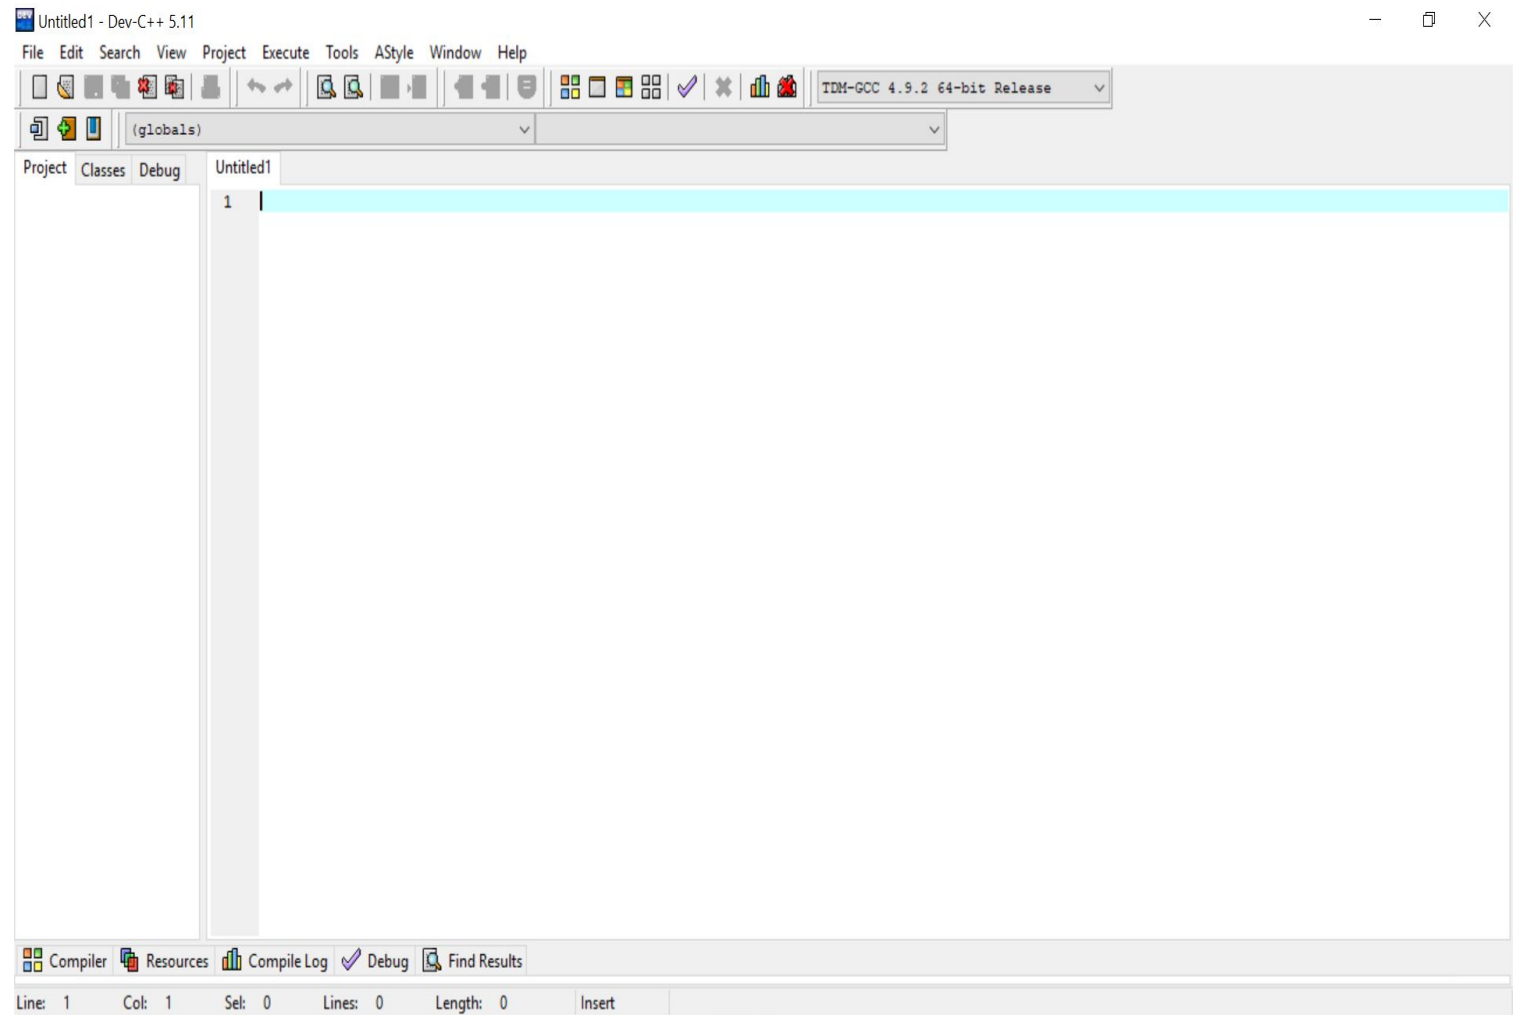 Untitled1 - Dev-C++ 5.11
File Edit Search View Project Execute Tools AStyle Window Help
TDM-GCC 4.9.2 64-bit Release
(globals)
Project Classes Debug Untitled1
1
Compiler Resources Compile Log Debug Find Results
Line: 1 Col: 1 Sel: 0 Lines: 0 Length: 0 Insert